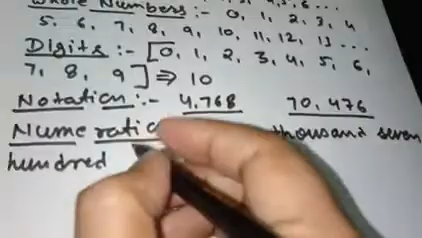 Whole Numbers:- 0, 1, 2, 3, 4
5, 6, 7, 8, 9, 10, 11, 12, 13...
Digits:- [0, 1, 2, 3, 4, 5, 6,
7, 8, 9] ⇒ 10
Notation:- 4,768 70,476
Numeratio thousand seven
hundred